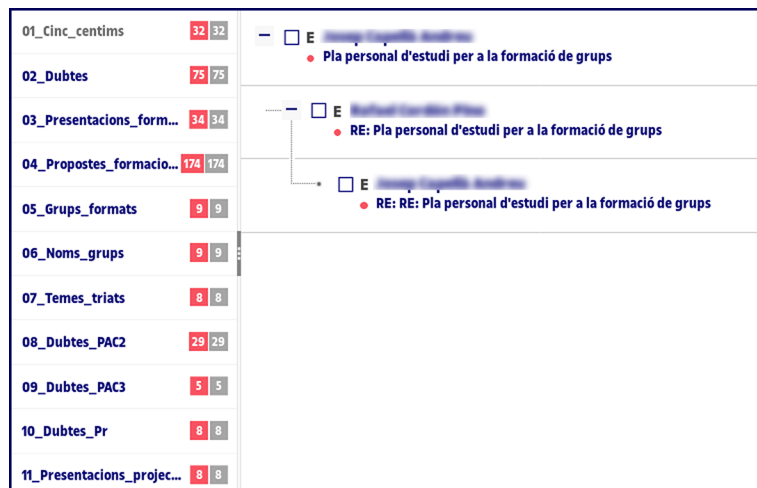 01_Cinc_centims 32 32
02_Dubtes 75 75
03_Presentacions_form... 34 34
04_Propostes_formacio... 174 174
05_Grups_formats 9 9
06_Noms_grups 9 9
07_Temes_triats 8 8
08_Dubtes_PAC2 29 29
09_Dubtes_PAC3 5 5
10_Dubtes_Pr 8 8
11_Presentacions_projec... 8 8
E
Pla personal d'estudi per a la formació de grups
E
RE: Pla personal d'estudi per a la formació de grups
E
RE: RE: Pla personal d'estudi per a la formació de grups